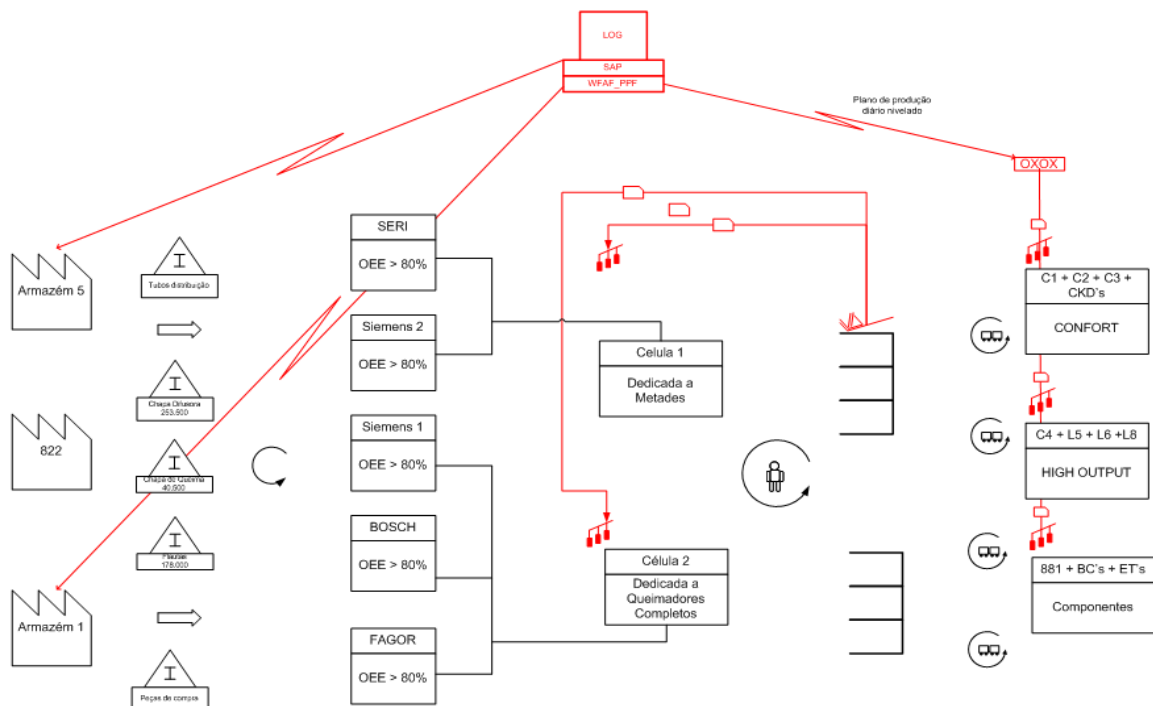 LOG
SAP
WFAF_PPF
Plano de produção
diário nivelado
OXOX
SERI
OEE > 80%
Armazém 5
I
Tubos distribuição
C1 + C2 + C3 +
CKD`s
CONFORT
Siemens 2
OEE > 80%
Celula 1
Dedicada a
Metades
I
Chapa Difusora
253.500
Siemens 1
OEE > 80%
822
I
Chapa de Queima
40.500
C4 + L5 + L6 +L8
HIGH OUTPUT
BOSCH
OEE > 80%
I
Flautas
178.000
Célula 2
Dedicada a
Queimadores
Completos
881 + BC`s + ET's
Componentes
Armazém 1
FAGOR
OEE > 80%
I
Peças de compra